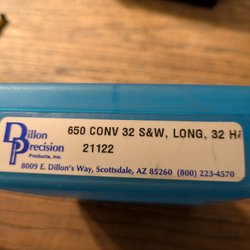 Dillon
Precision
Products, Inc.
650 CONV 32 S&W, LONG, 32 H&
21122
8009 E. Dillon's Way, Scottsdale, AZ 85260 (800) 223-4570